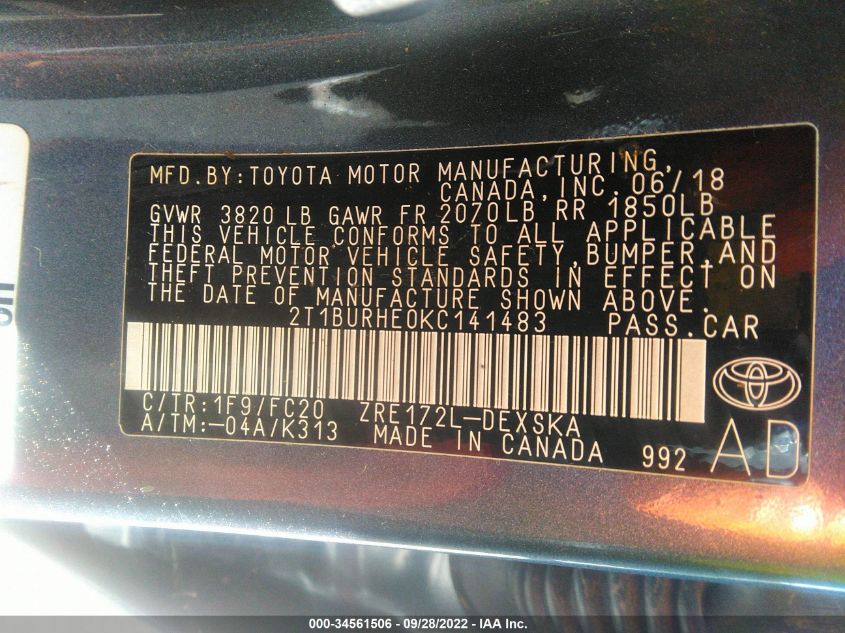 MFD.BY:TOYOTA MOTOR MANUFACTURING,
CANADA,INC. 06/18
GVWR 3820 LB GAWR FR 2070LB RR 1850LB
THIS VEHICLE CONFORMS TO ALL APPLICABLE
FEDERAL MOTOR VEHICLE SAFETY,BUMPER,AND
THEFT PREVENTION STANDARDS IN EFFECT ON
THE DATE OF MANUFACTURE SHOWN ABOVE.
2T1BURHE0KC141483 PASS.CAR
C/TR:1F9/FC20 ZRE172L-DEXSKA
A/TM:-04A/K313 MADE IN CANADA 992 AD
000-34561506 - 09/28/2022 - IAA Inc.